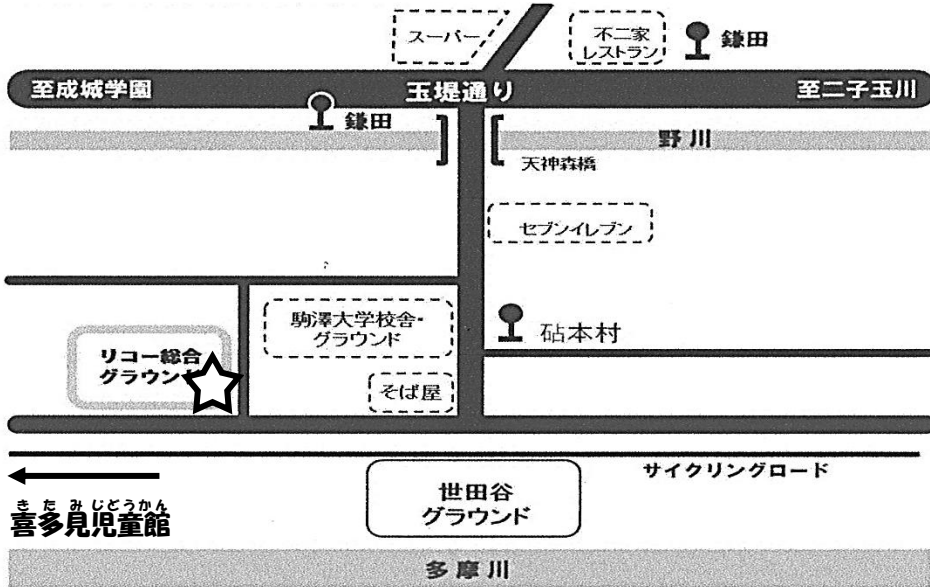 スーパー
不二家
レストラン
鎌田
至成城学園
玉堤通り
至二子玉川
鎌田
野川
天神森橋
セブンイレブン
駒澤大学校舎・
グラウンド
砧本村
リコー総合
グラウンド
そば屋
サイクリングロード
きたみじどうかん
喜多見児童館
世田谷
グラウンド
多摩川